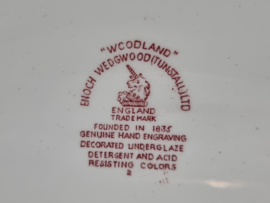 "WOODLAND"
ENOCH WEDGWOOD (TUNSTALL) LTD
ENGLAND
TRADE MARK
FOUNDED IN 1835
GENUINE HAND ENGRAVING
DECORATED UNDERGLAZE
DETERGENT AND ACID
RESISTING COLORS
2